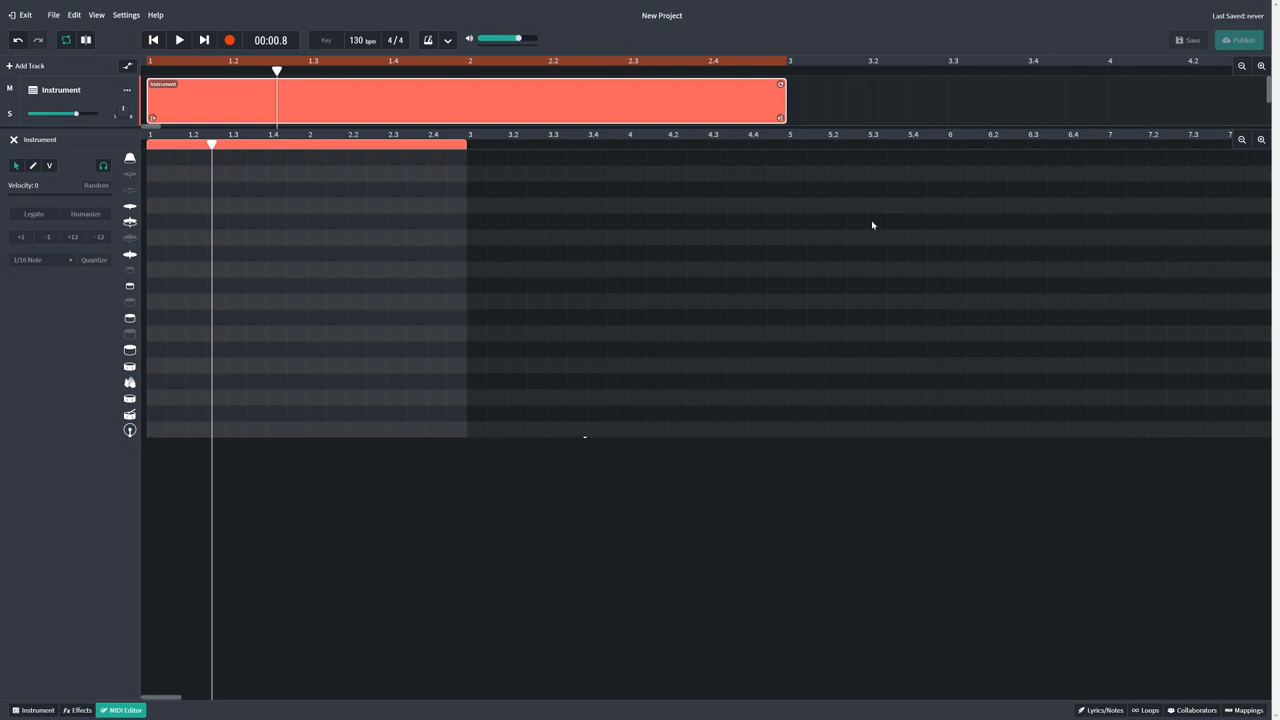 Exit File Edit View Settings Help New Project Last Saved: never
00:00.8 Key 130 bpm 4 / 4 Save Publish
1 1.2 1.3 1.4 2 2.2 2.3 2.4 3 3.2 3.3 3.4 4 4.2
Add Track
M Instrument
Instrument
S L R
Instrument
1 1.2 1.3 1.4 2 2.2 2.3 2.4 3 3.2 3.3 3.4 4 4.2 4.3 4.4 5 5.2 5.3 5.4 6 6.2 6.3 6.4 7 7.2 7.3 7.
V
Velocity: 0 Random
Legato Humanize
+1 −1 +12 −12
1/16 Note Quantize
Instrument Fx Effects MIDI Editor Lyrics/Notes Loops Collaborators Mappings